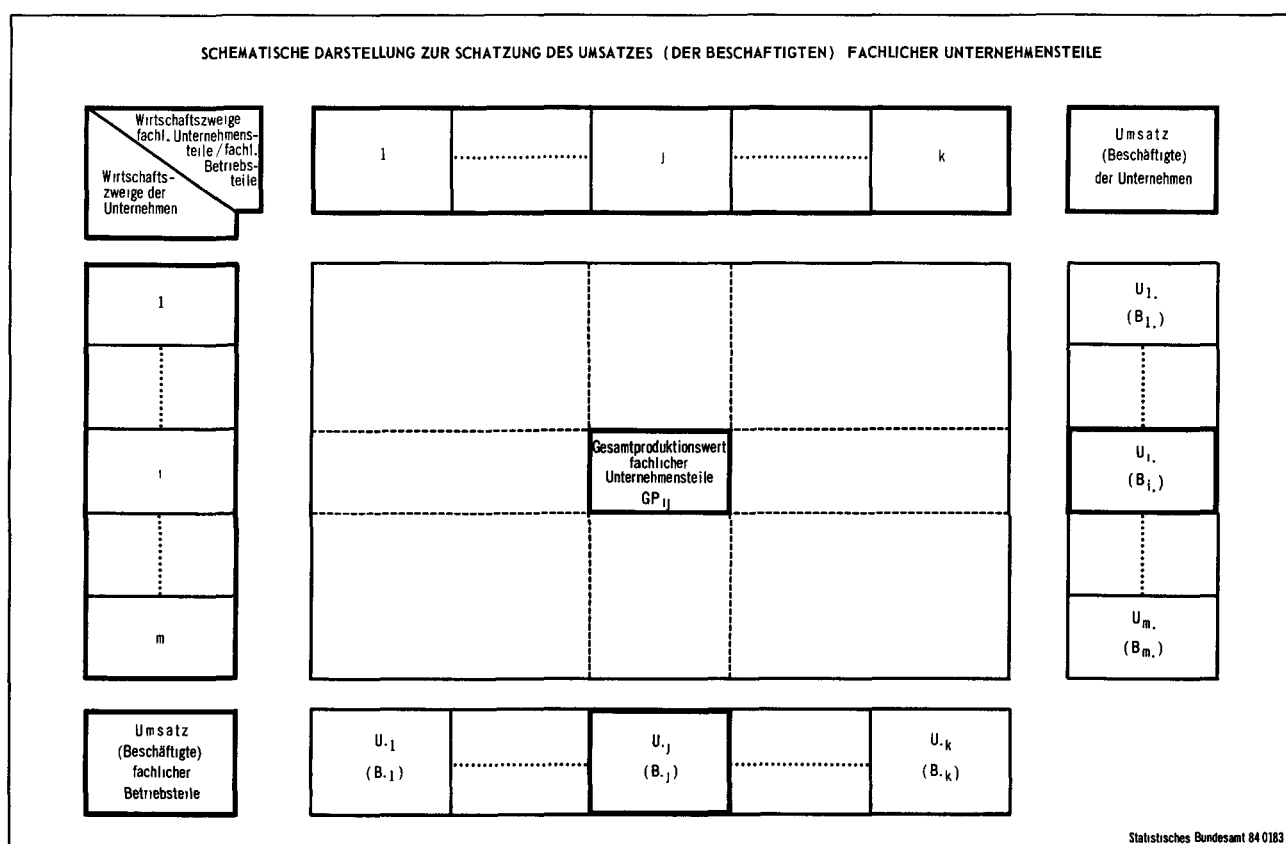 SCHEMATISCHE DARSTELLUNG ZUR SCHATZUNG DES UMSATZES (DER BESCHAFTIGTEN) FACHLICHER UNTERNEHMENSTEILE
Wirtschaftszweige
fachl. Unternehmens-
teile/fachl.
Betriebs-
teile
Wirtschafts-
zweige der
Unternehmen
1 ............ j ............ k
Umsatz
(Beschäftigte)
der Unternehmen
1
i
m
Gesamtproduktionswert
fachlicher
Unternehmensteile
GP ij
U1.
(B1.)
Ui.
(Bi.)
Um.
(Bm.)
Umsatz
(Beschäftigte)
fachlicher
Betriebsteile
U.1 ............ U.j ............ U.k
(B.1) (B.j) (B.k)
Statistisches Bundesamt 84 0183